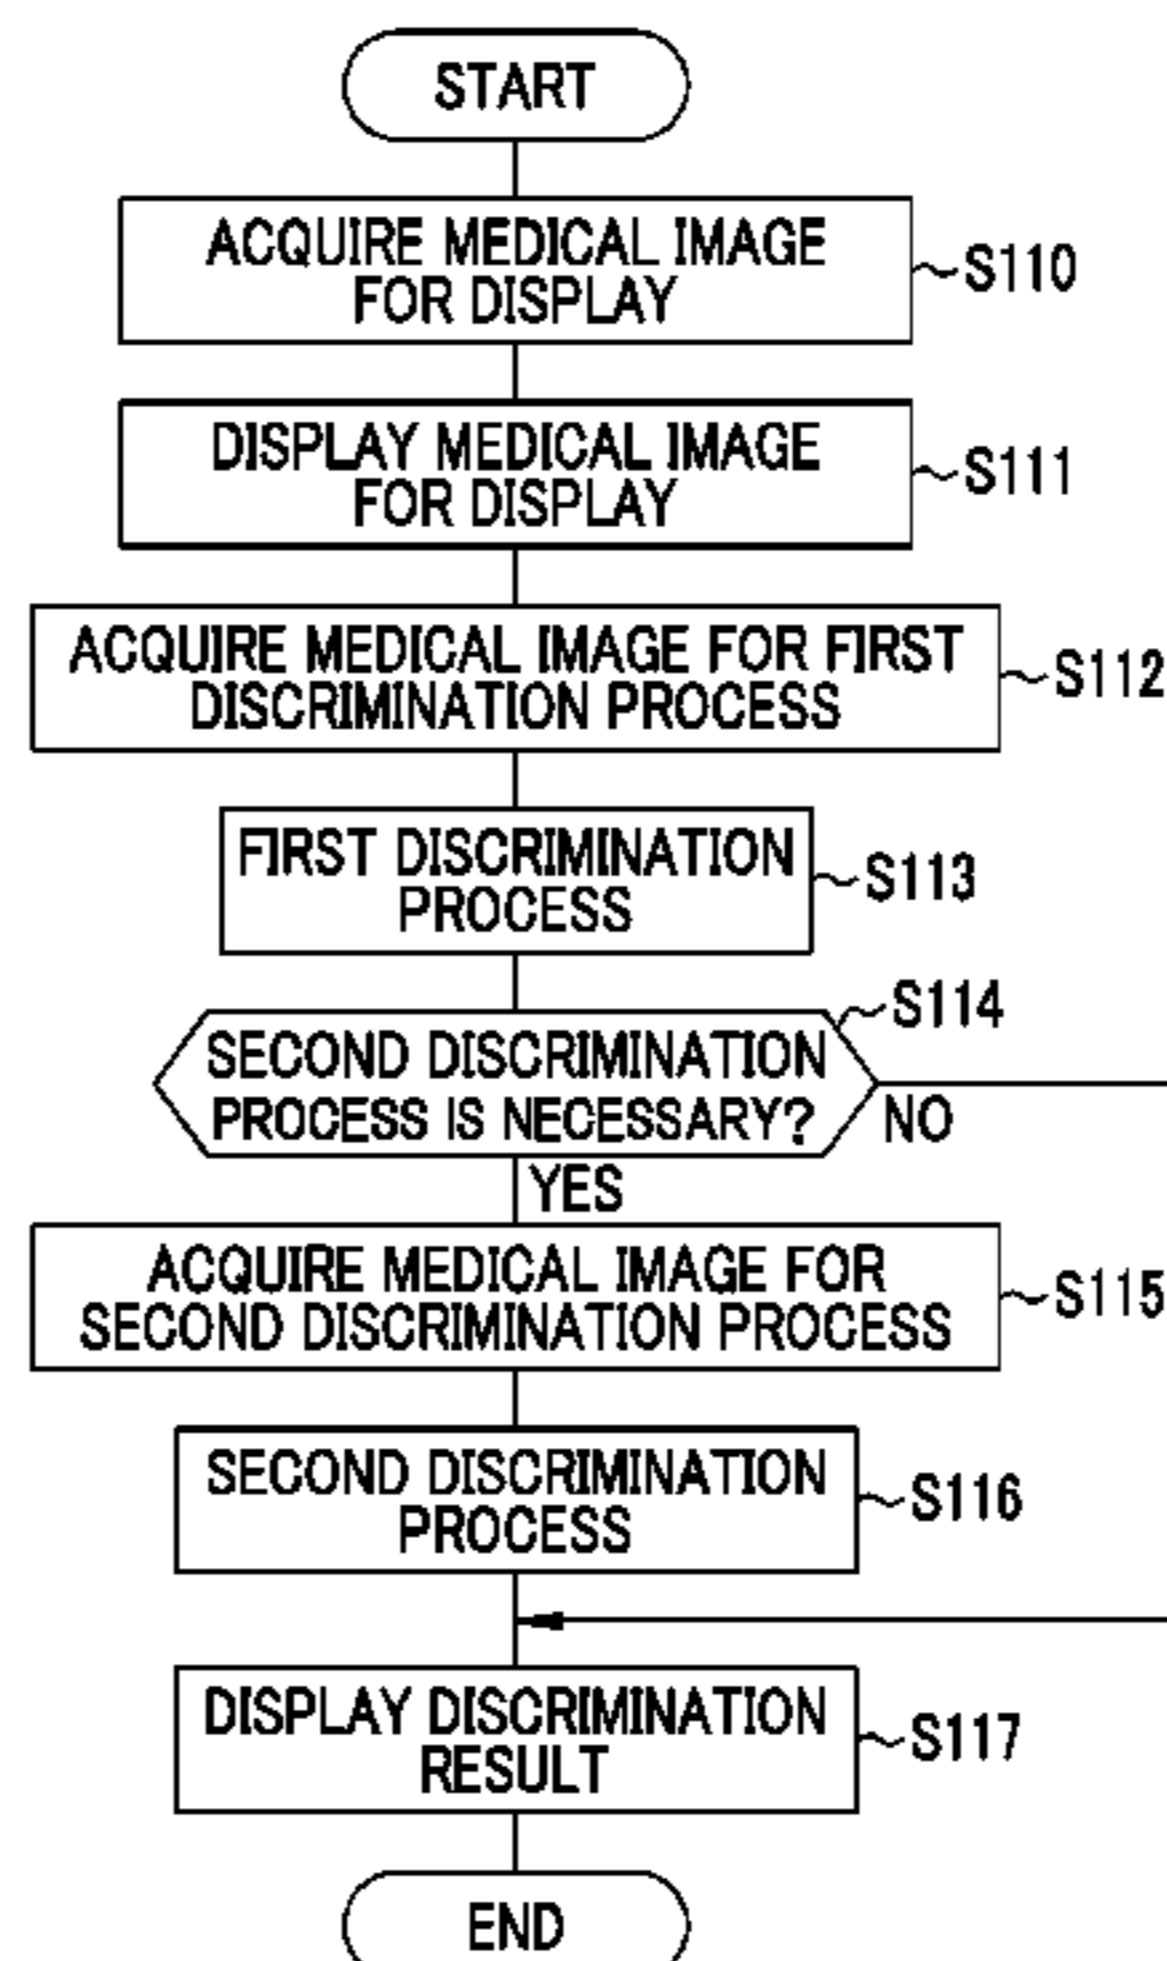 START
ACQUIRE MEDICAL IMAGE
FOR DISPLAY
S110
DISPLAY MEDICAL IMAGE
FOR DISPLAY
S111
ACQUIRE MEDICAL IMAGE FOR FIRST
DISCRIMINATION PROCESS
S112
FIRST DISCRIMINATION
PROCESS
S113
S114
SECOND DISCRIMINATION
PROCESS IS NECESSARY?
NO
YES
ACQUIRE MEDICAL IMAGE FOR
SECOND DISCRIMINATION PROCESS
S115
SECOND DISCRIMINATION
PROCESS
S116
DISPLAY DISCRIMINATION
RESULT
S117
END